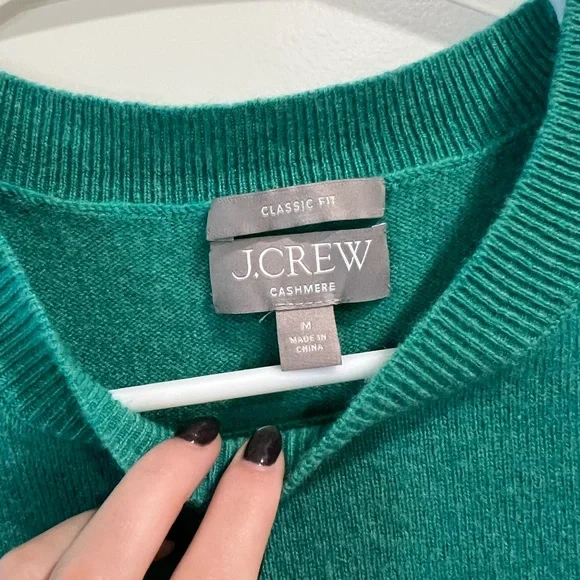 CLASSIC FIT
J.CREW
CASHMERE
M
MADE IN
CHINA